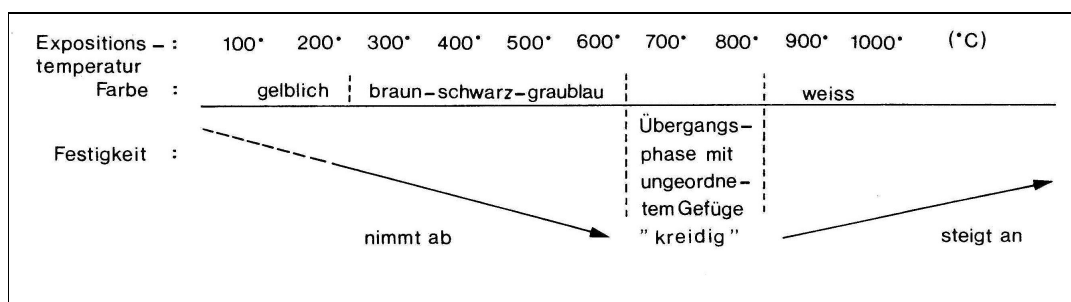 Expositions – : 100° 200° 300° 400° 500° 600° 700° 800° 900° 1000° (°C)
temperatur
Farbe : gelblich braun–schwarz–graublau weiss
Festigkeit :
Übergangs–
phase mit
ungeordne–
tem Gefüge
"kreidig"
nimmt ab
steigt an